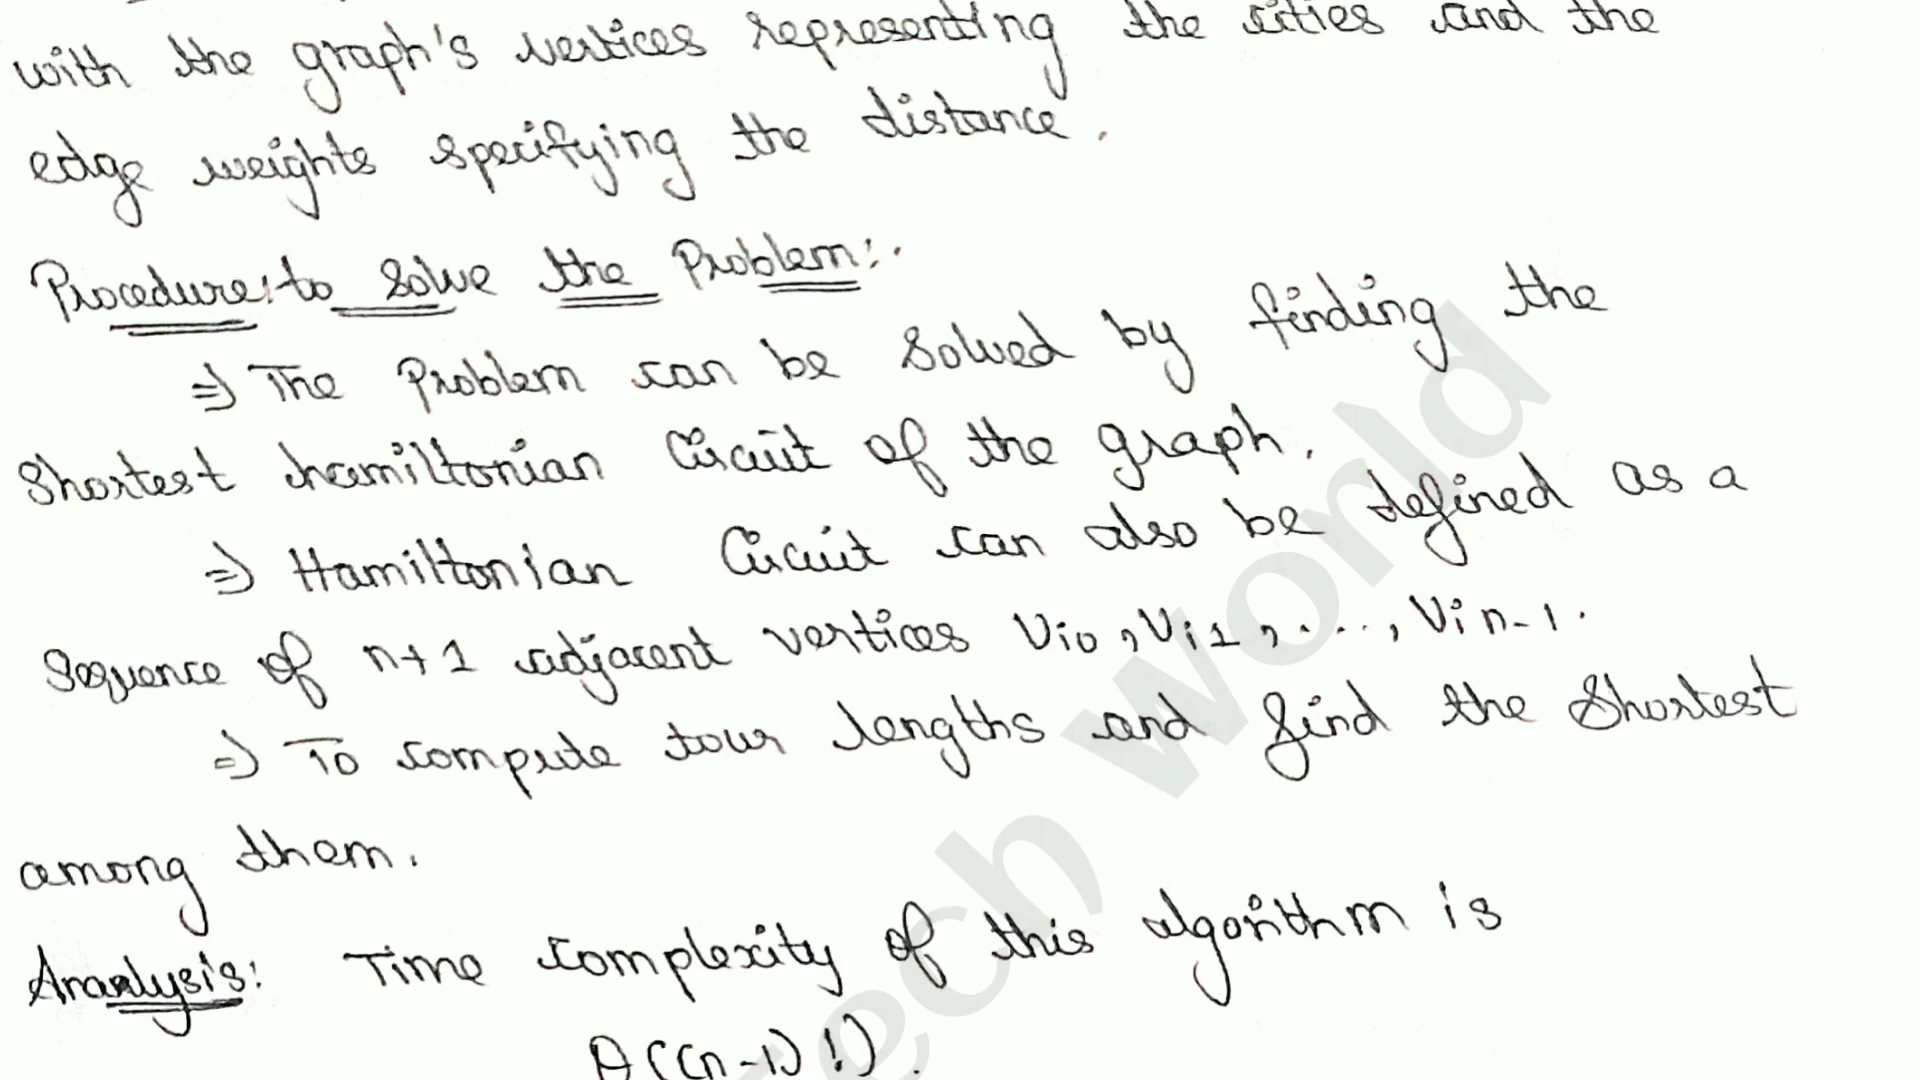 with the graph's vertices representing the cities and the
edge weights specifying the distance.
Procedure to solve the Problem:
=> The Problem can be solved by finding the
Shortest hamiltonian Circuit of the graph.
=> Hamiltonian Circuit can also be defined as a
Sequence of n+1 adjacent vertices Vi0, Vi1, ...., Vin-1.
=> To compute tour lengths and find the Shortest
among them.
Analysis: Time complexity of this algorithm is
θ((n-1)!).
Tech world